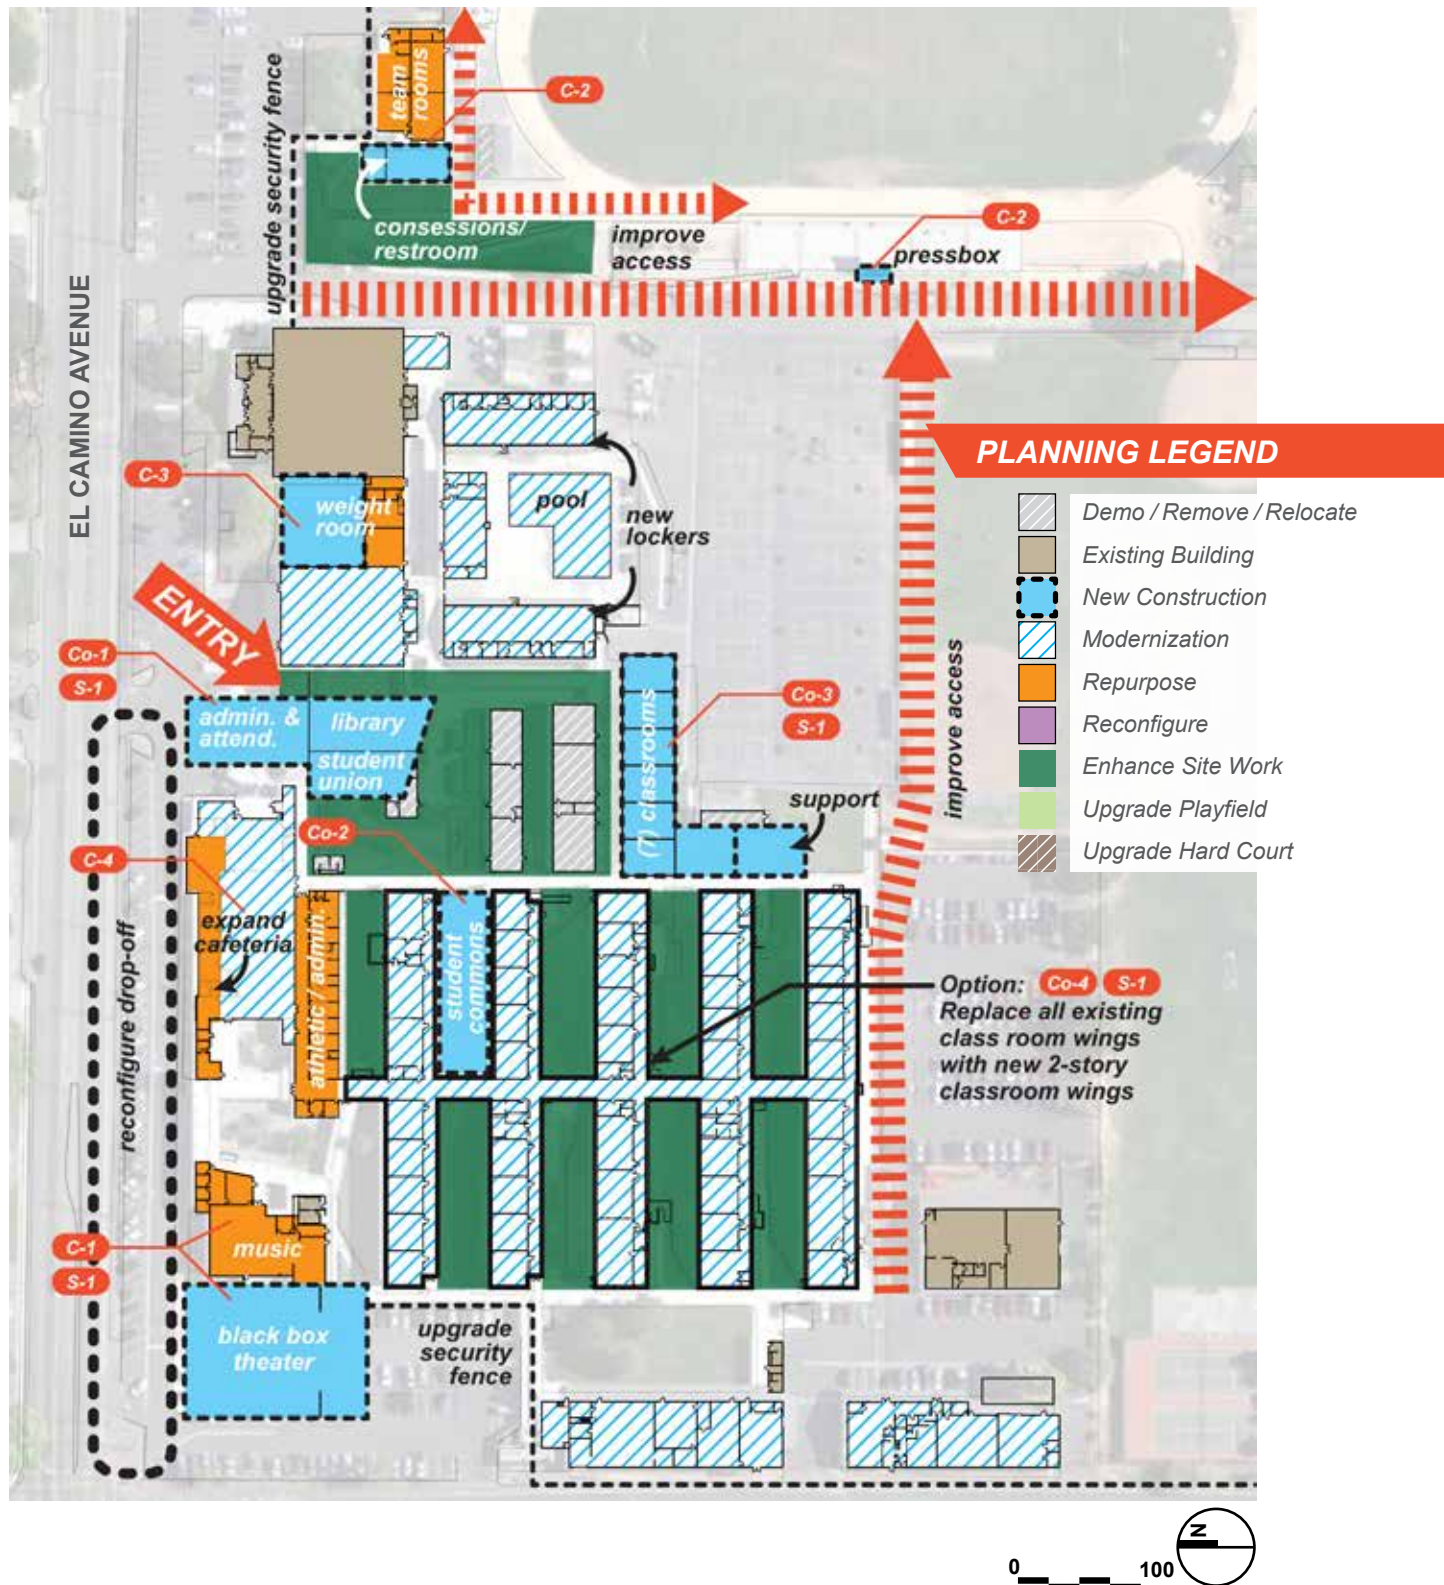 team
rooms
C-2
upgrade security fence
consessions/
restroom
improve
access
C-2
pressbox
EL CAMINO AVENUE
C-3
weight
room
pool
new
lockers
ENTRY
Co-1
S-1
admin. &
attend.
library
student
union
(7) classrooms
Co-3
S-1
support
improve access
PLANNING LEGEND
Demo / Remove / Relocate
Existing Building
New Construction
Modernization
Repurpose
Reconfigure
Enhance Site Work
Upgrade Playfield
Upgrade Hard Court
Co-2
C-4
expand
cafeteria
reconfigure drop-off
athletic / admin.
student
commons
Option: Co-4 S-1
Replace all existing
class room wings
with new 2-story
classroom wings
C-1
S-1
music
black box
theater
upgrade
security
fence
N
0 100